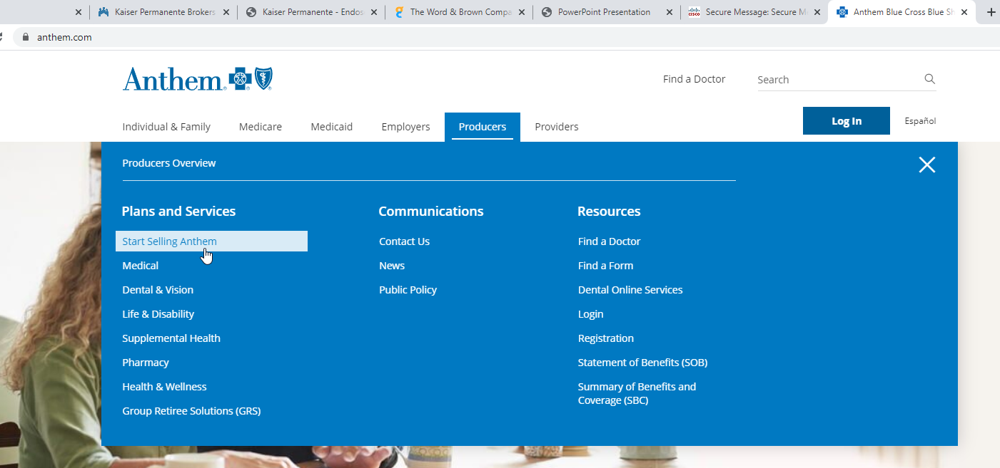 Kaiser Permanente Brokers
Kaiser Permanente - Endos
The Word & Brown Compa
PowerPoint Presentation
cisco
Secure Message: Secure M
Anthem Blue Cross Blue Sh
anthem.com
Anthem
Find a Doctor
Search
Individual & Family
Medicare
Medicaid
Employers
Producers
Providers
Log In
Español
Producers Overview
Plans and Services
Start Selling Anthem
Medical
Dental & Vision
Life & Disability
Supplemental Health
Pharmacy
Health & Wellness
Group Retiree Solutions (GRS)
Communications
Contact Us
News
Public Policy
Resources
Find a Doctor
Find a Form
Dental Online Services
Login
Registration
Statement of Benefits (SOB)
Summary of Benefits and
Coverage (SBC)